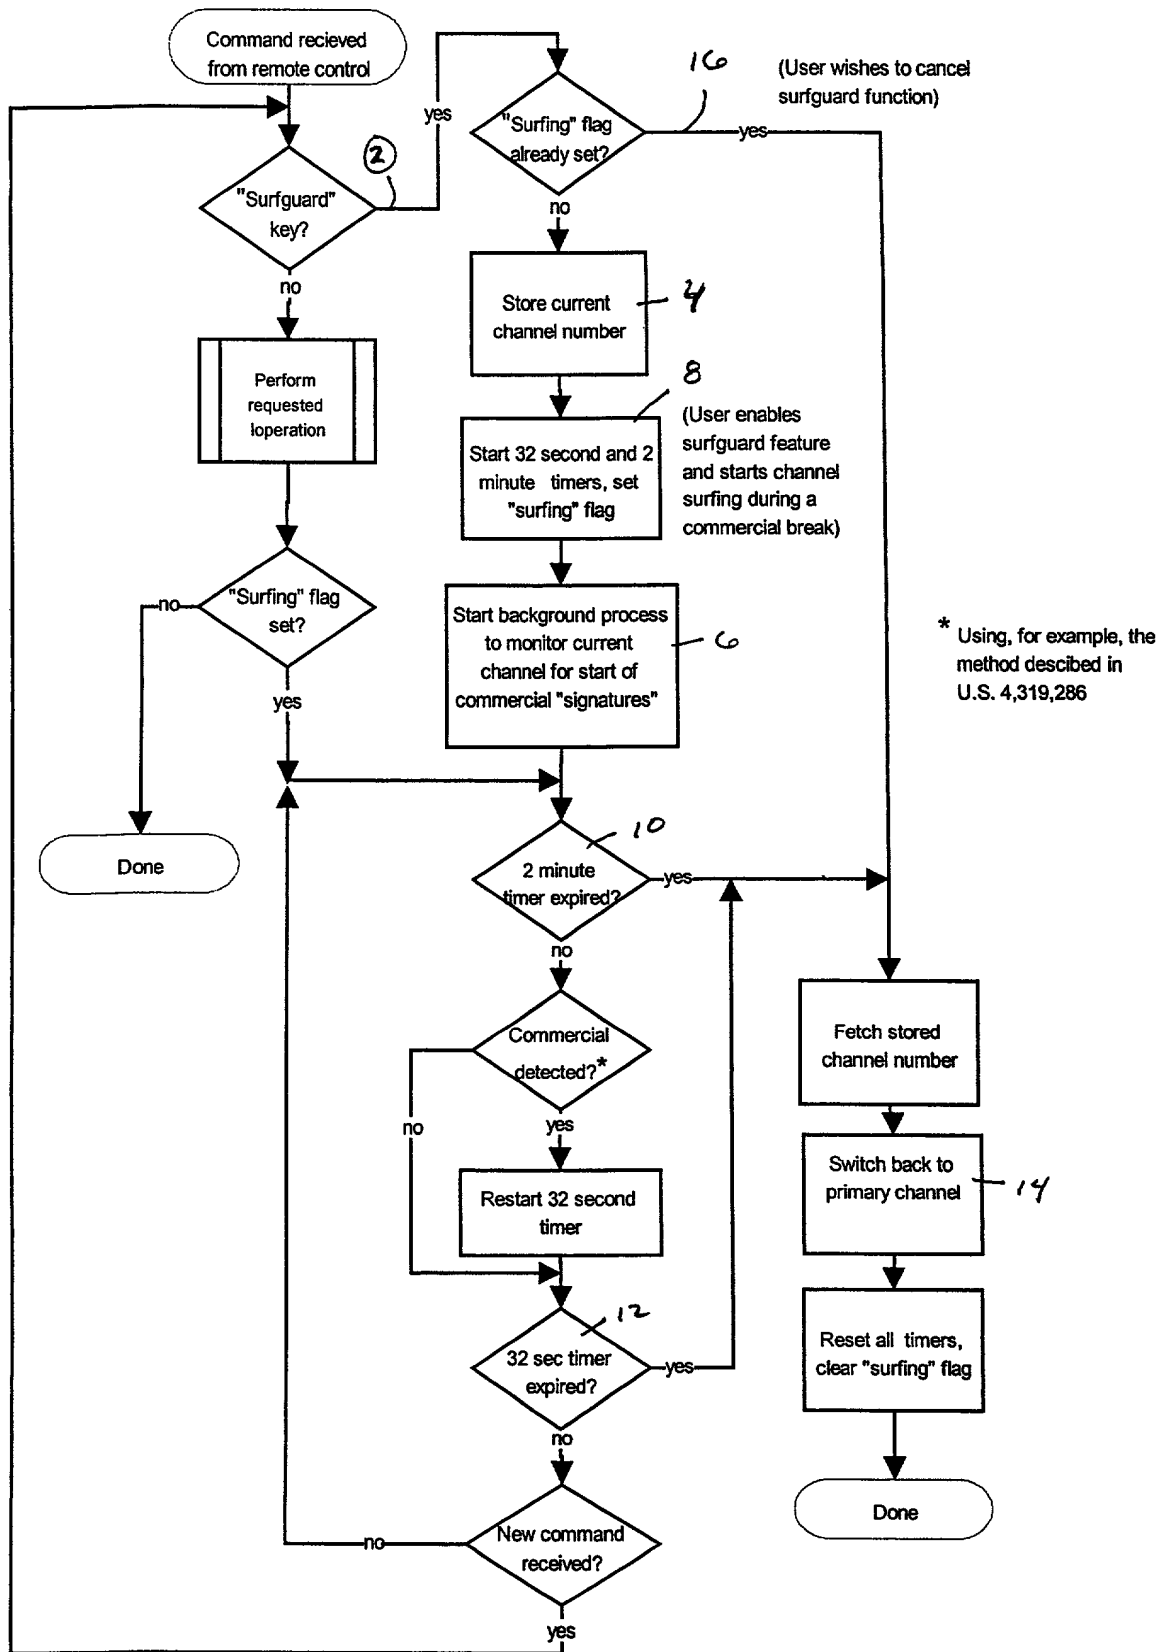 Command recieved
from remote control
yes
"Surfing" flag
already set?
16
(User wishes to cancel
surfguard function)
yes
2
"Surfguard"
key?
no
no
Store current
channel number
4
Perform
requested
loperation
8
(User enables
surfguard feature
and starts channel
surfing during a
commercial break)
Start 32 second and 2
minute timers, set
"surfing" flag
"Surfing" flag
set?
no
yes
Start background process
to monitor current
channel for start of
commercial "signatures"
6
* Using, for example, the
method descibed in
U.S. 4,319,286
Done
10
2 minute
timer expired?
yes
no
Commercial
detected?*
no
yes
Restart 32 second
timer
Fetch stored
channel number
Switch back to
primary channel
14
12
32 sec timer
expired?
yes
no
Reset all timers,
clear "surfing" flag
Done
New command
received?
no
yes